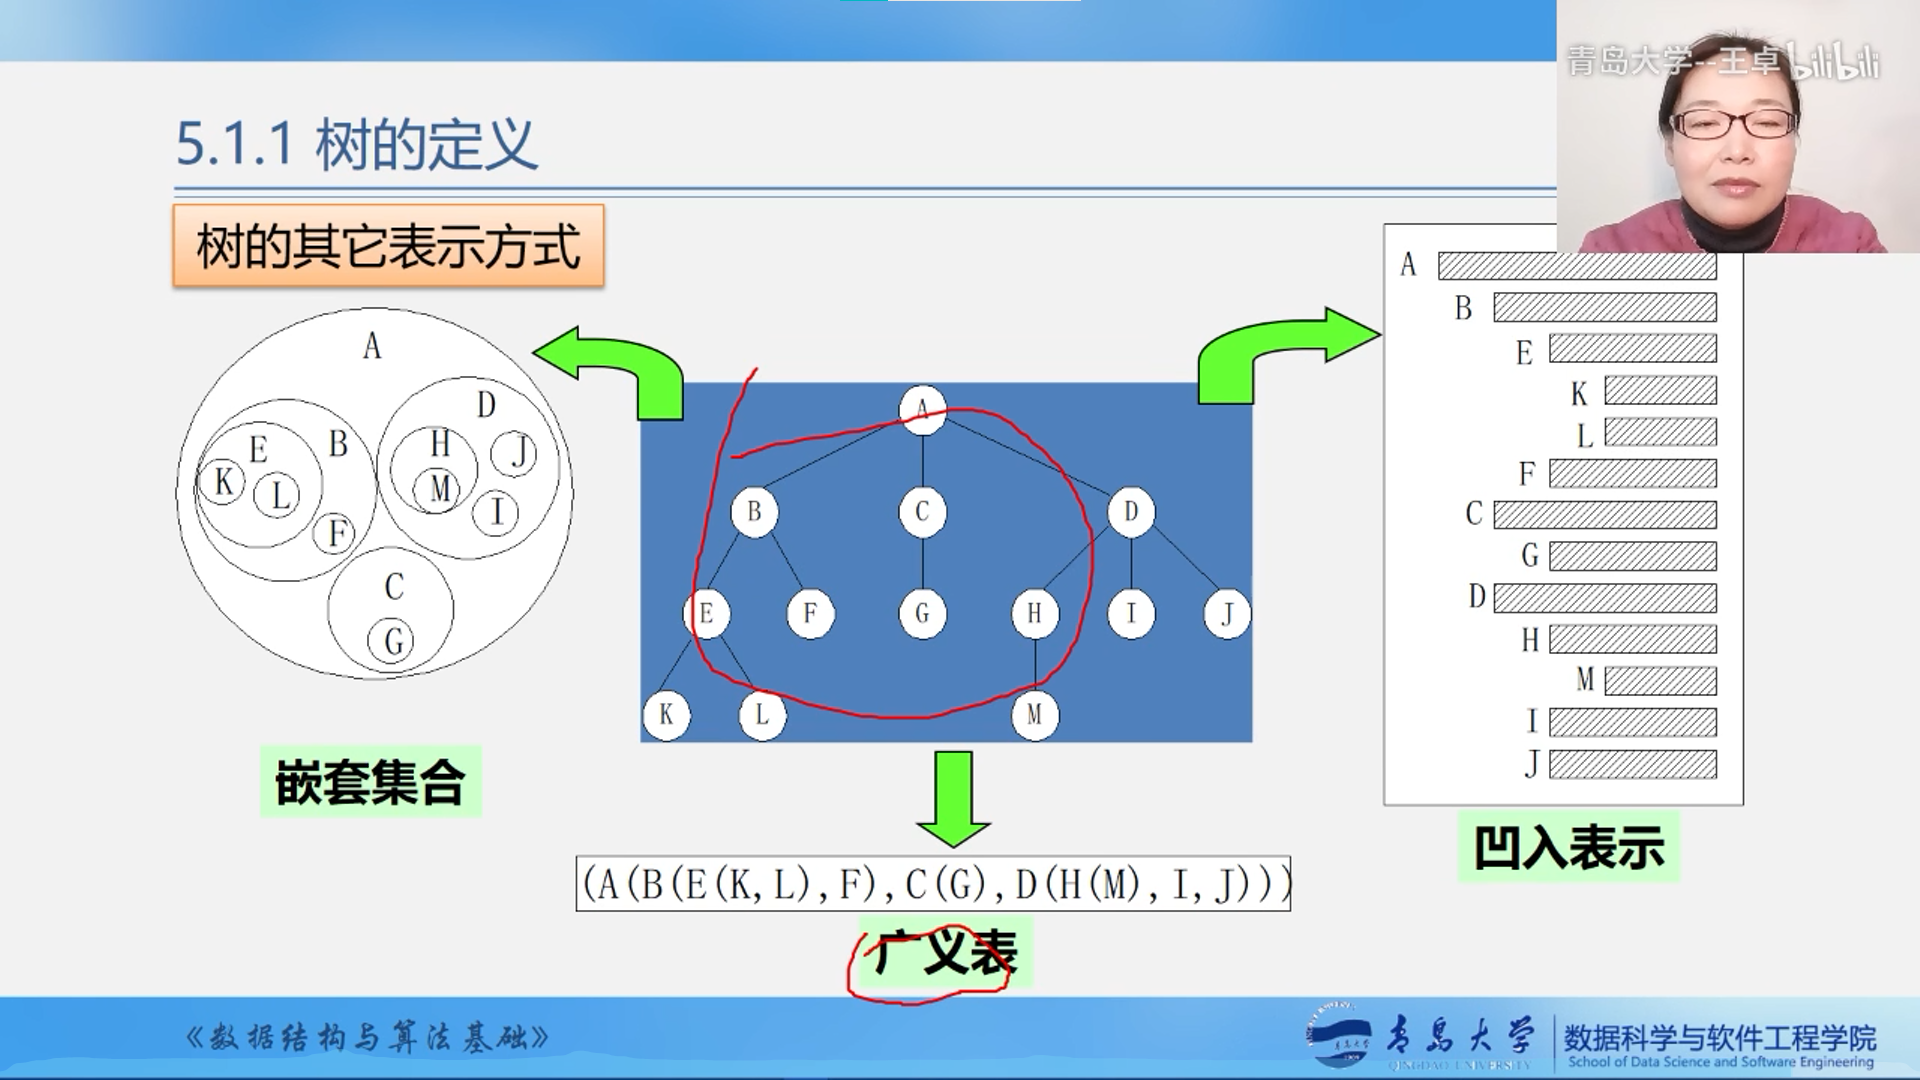 青岛大学--王卓 bilibili
5.1.1 树的定义
树的其它表示方式
A
D
B
E
H
J
K
L
M
I
F
C
G
嵌套集合
A
B C D
E F G H I J
K L M
(A(B(E(K,L),F),C(G),D(H(M),I,J)))
广义表
A
B
E
K
L
F
C
G
D
H
M
I
J
凹入表示
《数据结构与算法基础》
青岛大学
QINGDAO UNIVERSITY
数据科学与软件工程学院
School of Data Science and Software Engineering